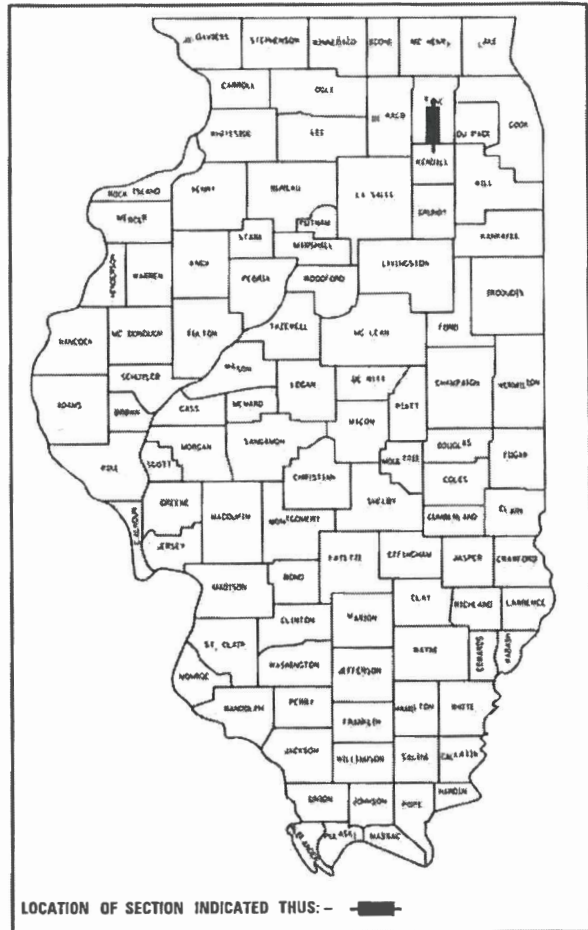 STEPHENSON
WINNEBAGO
BOONE
MC HENRY
LAKE
CARROLL
OGLE
KANE
COOK
DE KALB
DU PAGE
WHITESIDE
LEE
KENDALL
WILL
ROCK ISLAND
HENRY
BUREAU
LA SALLE
GRUNDY
MERCER
PUTNAM
STARK
MARSHALL
KANKAKEE
HENDERSON
WARREN
KNOX
PEORIA
WOODFORD
LIVINGSTON
IROQUOIS
TAZEWELL
MC LEAN
FORD
HANCOCK
MC DONOUGH
FULTON
MASON
SCHUYLER
LOGAN
DE WITT
CHAMPAIGN
VERMILION
ADAMS
BROWN
CASS
MENARD
PIATT
MACON
MORGAN
SANGAMON
DOUGLAS
EDGAR
PIKE
SCOTT
MOULTRIE
CHRISTIAN
COLES
GREENE
SHELBY
CLARK
CALHOUN
MACOUPIN
MONTGOMERY
CUMBERLAND
JERSEY
FAYETTE
EFFINGHAM
JASPER
CRAWFORD
MADISON
BOND
CLAY
RICHLAND
LAWRENCE
CLINTON
MARION
ST. CLAIR
WAYNE
EDWARDS
WABASH
WASHINGTON
JEFFERSON
MONROE
RANDOLPH
PERRY
HAMILTON
WHITE
FRANKLIN
JACKSON
WILLIAMSON
SALINE
GALLATIN
HARDIN
UNION
JOHNSON
POPE
ALEXANDER
PULASKI
MASSAC
LOCATION OF SECTION INDICATED THUS: -